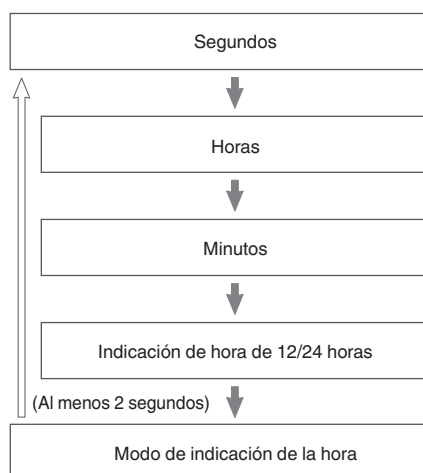 Segundos
Horas
Minutos
Indicación de hora de 12/24 horas
(Al menos 2 segundos)
Modo de indicación de la hora